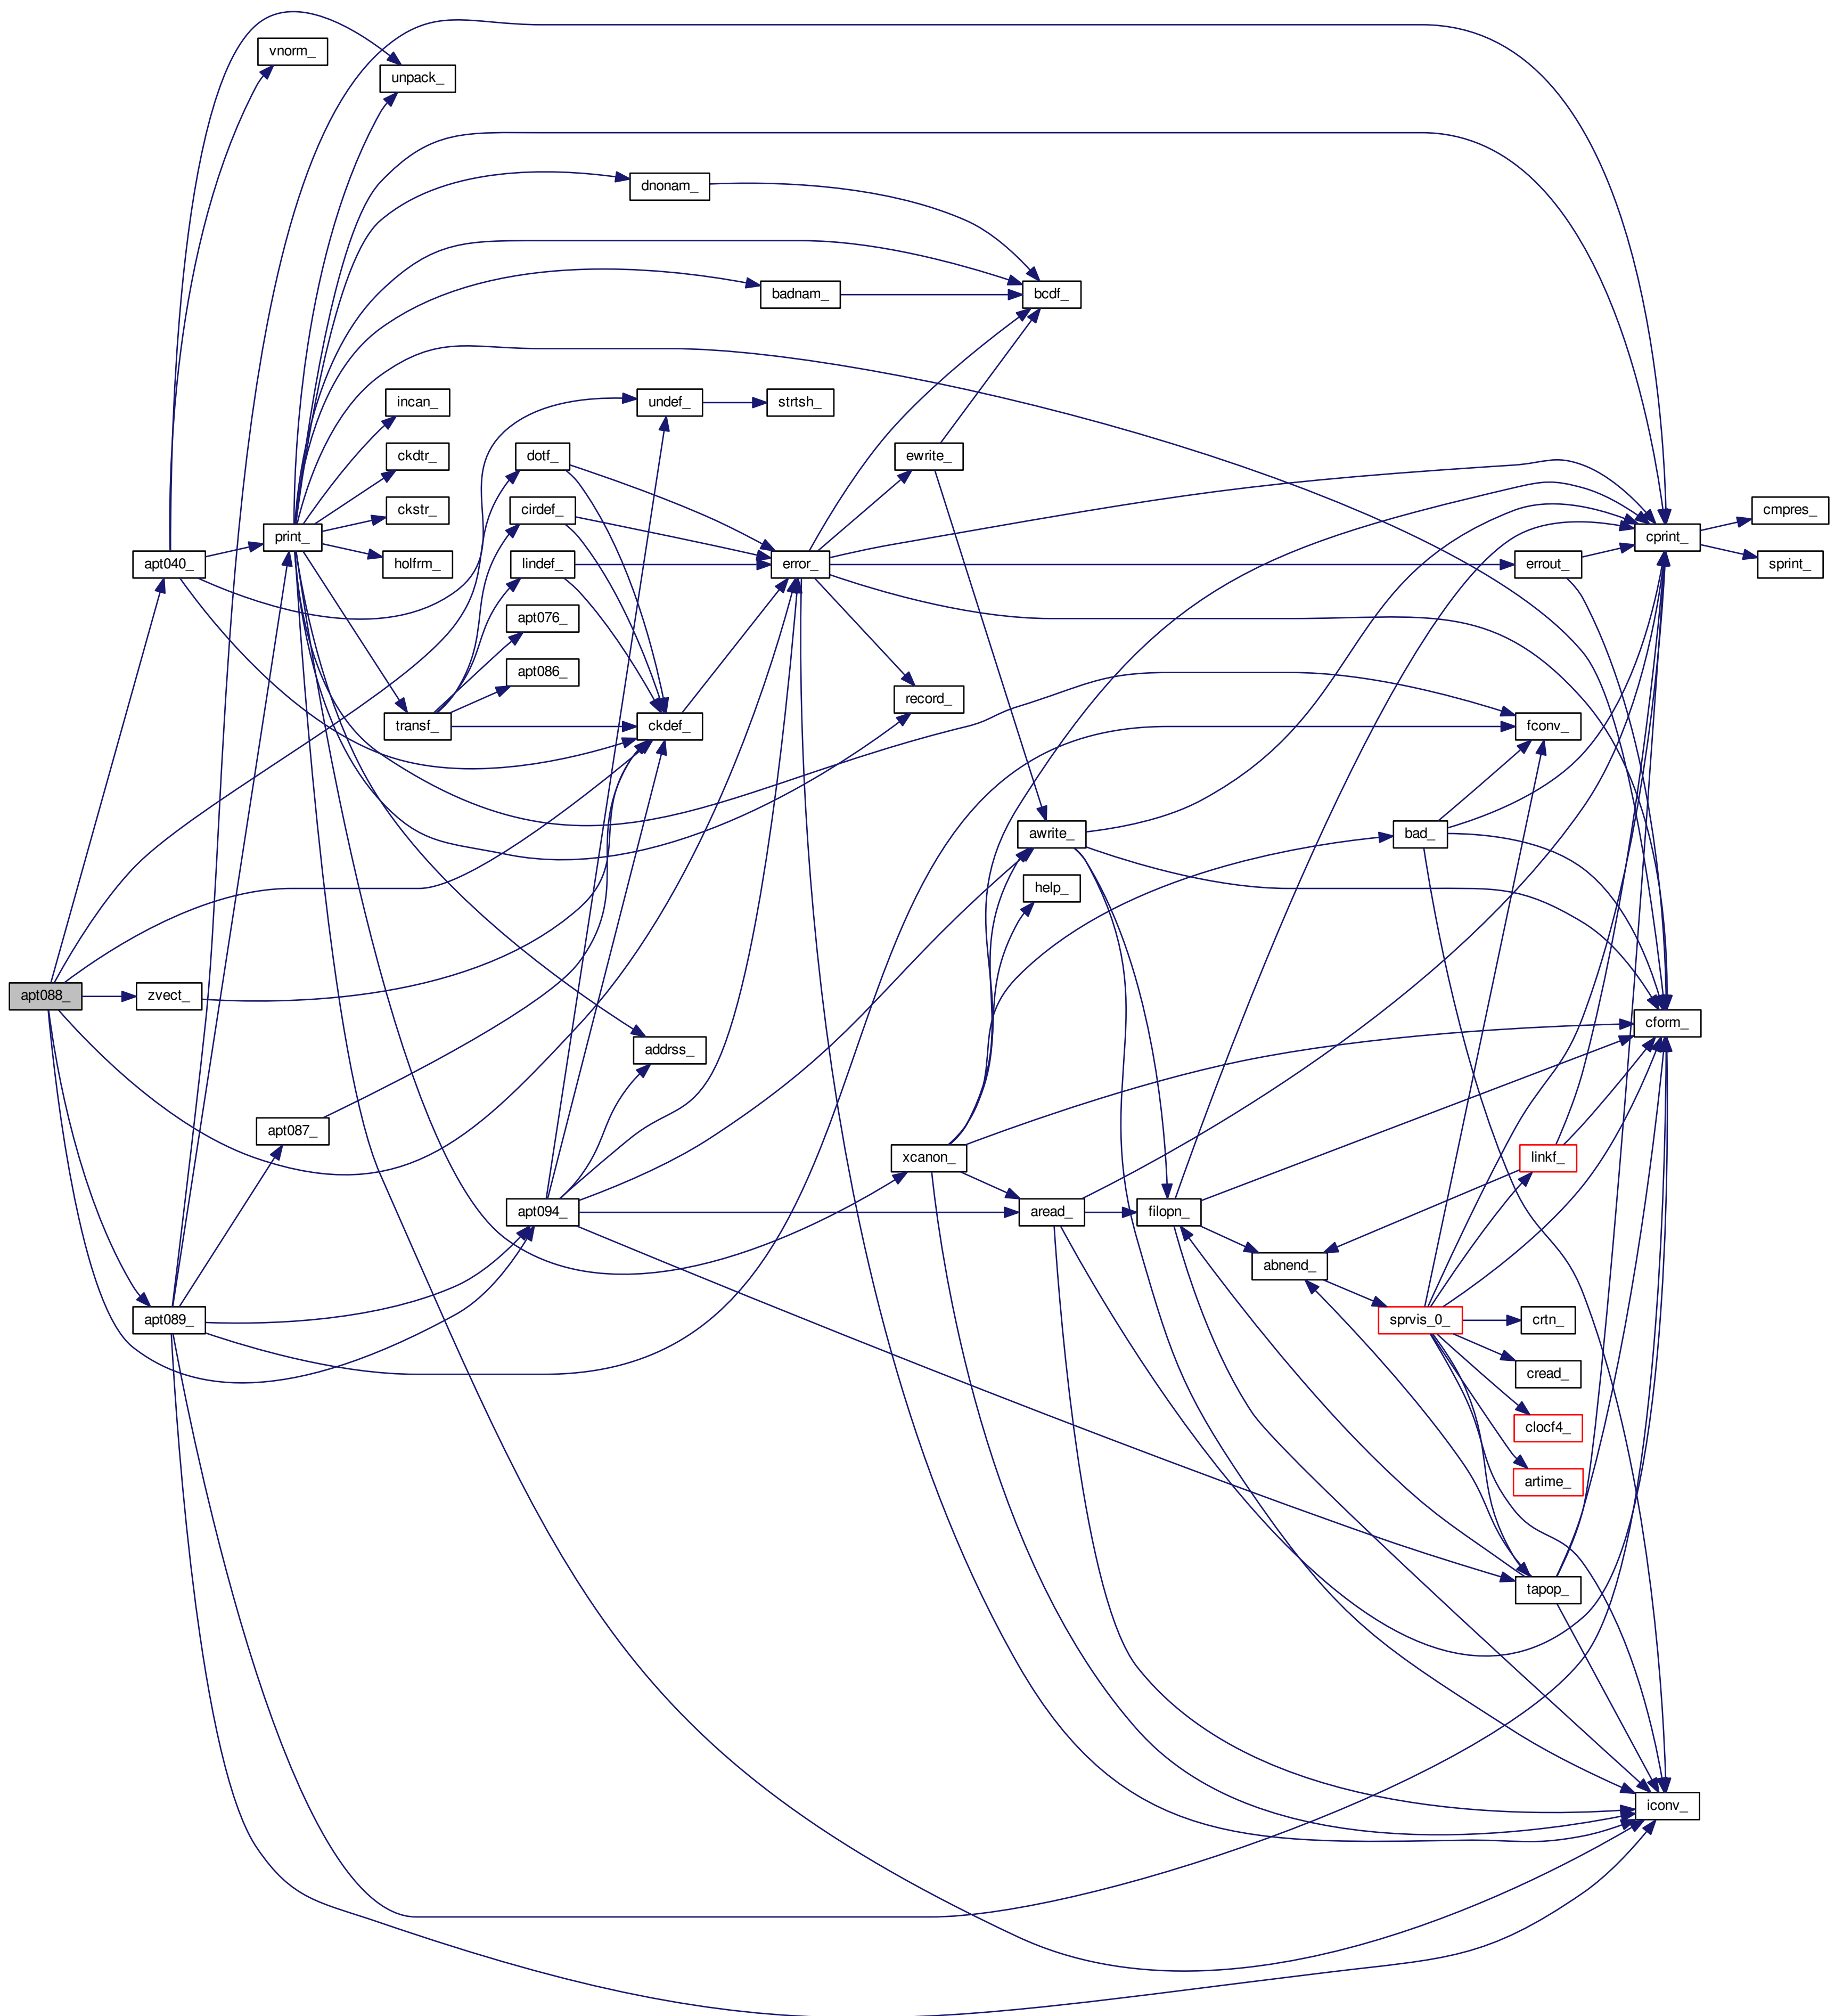 vnorm_
unpack_
dnonam_
badnam_
bcdf_
incan_
undef_
strtsh_
ckdtr_
dotf_
ewrite_
ckstr_
cirdef_
cmpres_
print_
cprint_
apt040_
holfrm_
lindef_
error_
errout_
sprint_
apt076_
apt086_
record_
transf_
ckdef_
fconv_
awrite_
bad_
help_
apt088_
zvect_
cform_
addrss_
apt087_
xcanon_
linkf_
apt094_
aread_
filopn_
abnend_
apt089_
sprvis_0_
crtn_
cread_
clocf4_
artime_
tapop_
iconv_